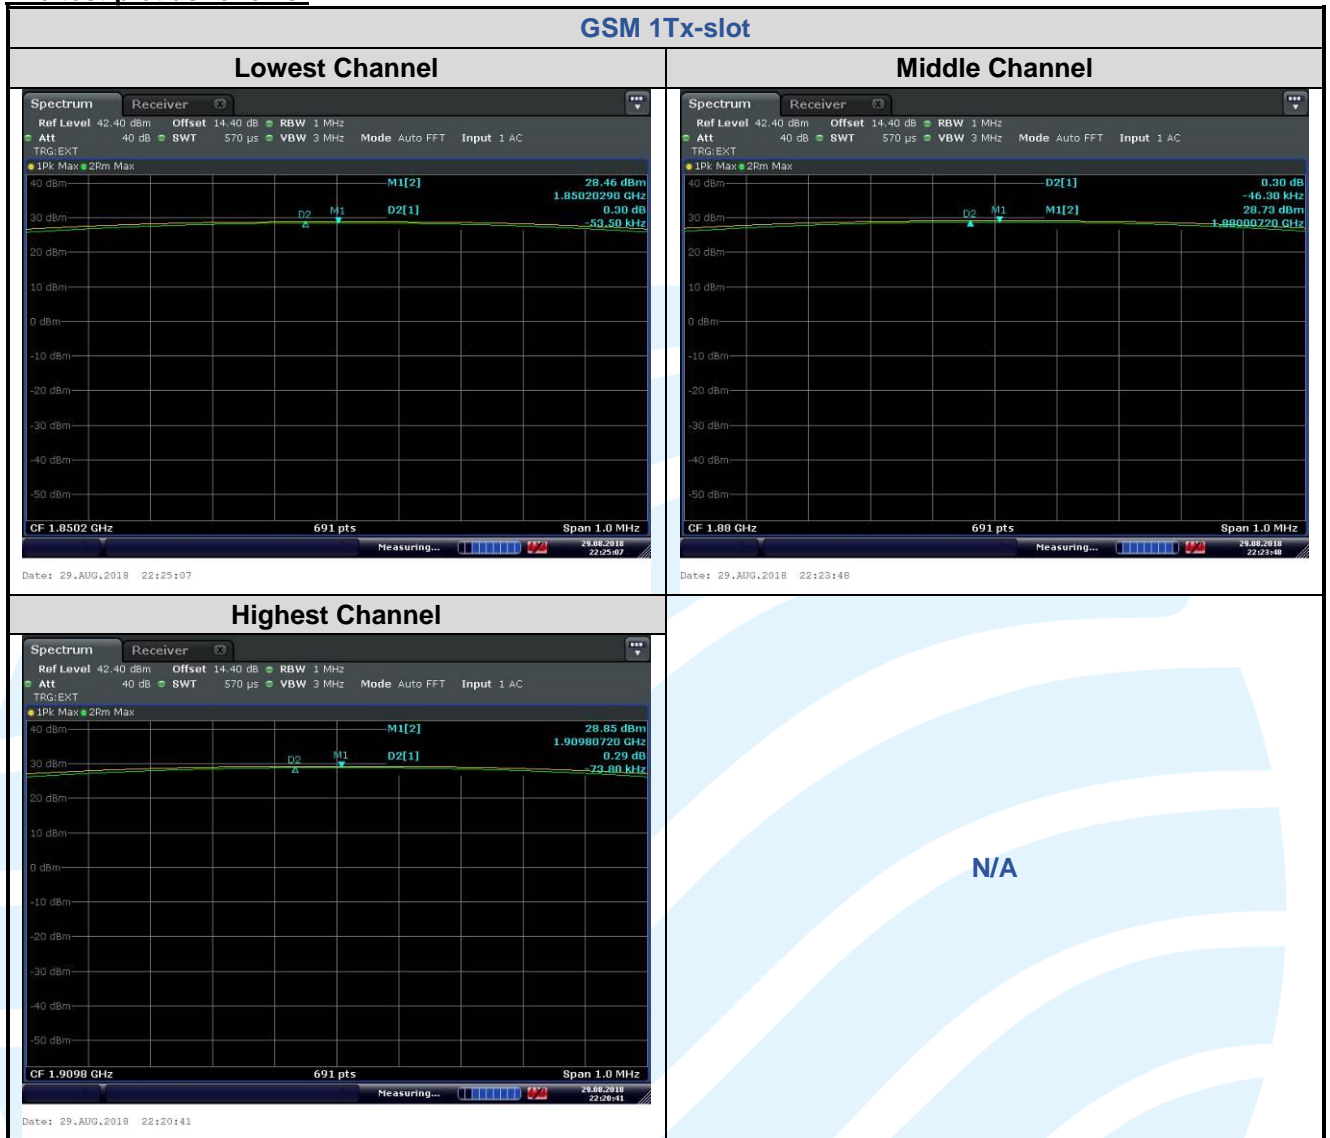 GSM 1Tx-slot
Lowest Channel
Spectrum Receiver
Ref Level 42.40 dBm Offset 14.40 dB RBW 1 MHz
Att 40 dB SWT 570 µs VBW 3 MHz Mode Auto FFT Input 1 AC
TRG:EXT
1Pk Max 2Rm Max
40 dBm M1[2] 28.46 dBm
1.85020290 GHz
30 dBm D2 M1 D2[1] 0.30 dB
-53.50 kHz
20 dBm
10 dBm
0 dBm
-10 dBm
-20 dBm
-30 dBm
-40 dBm
-50 dBm
CF 1.8502 GHz 691 pts Span 1.0 MHz
Measuring... 29.08.2018
22:25:07
Date: 29.AUG.2018 22:25:07
Middle Channel
Spectrum Receiver
Ref Level 42.40 dBm Offset 14.40 dB RBW 1 MHz
Att 40 dB SWT 570 µs VBW 3 MHz Mode Auto FFT Input 1 AC
TRG:EXT
1Pk Max 2Rm Max
40 dBm D2[1] 0.30 dB
-46.30 kHz
30 dBm D2 M1 M1[2] 28.73 dBm
1.88000720 GHz
20 dBm
10 dBm
0 dBm
-10 dBm
-20 dBm
-30 dBm
-40 dBm
-50 dBm
CF 1.88 GHz 691 pts Span 1.0 MHz
Measuring... 29.08.2018
22:23:48
Date: 29.AUG.2018 22:23:48
Highest Channel
Spectrum Receiver
Ref Level 42.40 dBm Offset 14.40 dB RBW 1 MHz
Att 40 dB SWT 570 µs VBW 3 MHz Mode Auto FFT Input 1 AC
TRG:EXT
1Pk Max 2Rm Max
40 dBm M1[2] 28.85 dBm
1.90980720 GHz
30 dBm D2 M1 D2[1] 0.29 dB
-73.80 kHz
20 dBm
10 dBm
0 dBm
-10 dBm
-20 dBm
-30 dBm
-40 dBm
-50 dBm
CF 1.9098 GHz 691 pts Span 1.0 MHz
Measuring... 29.08.2018
22:20:41
Date: 29.AUG.2018 22:20:41
N/A